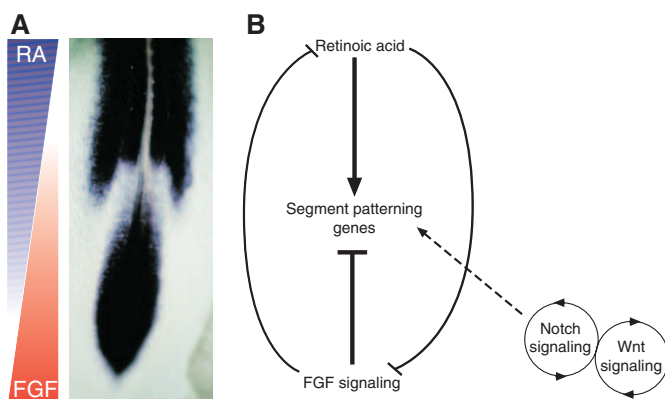 A
RA
FGF
B
Retinoic acid
Segment patterning
genes
FGF signaling
Notch
signaling
Wnt
signaling